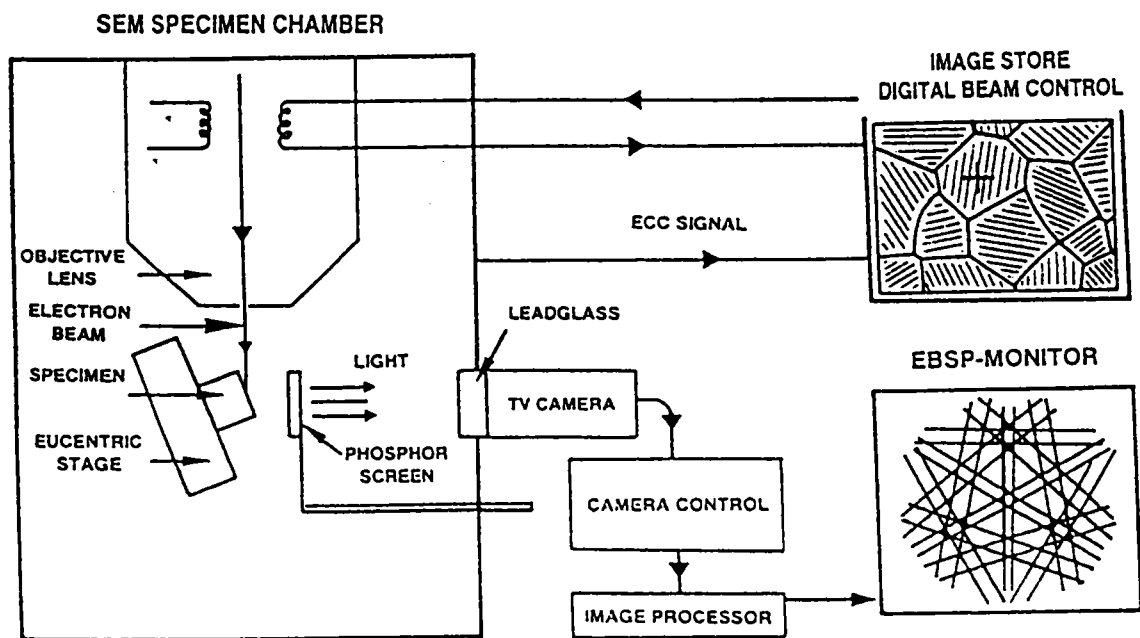 SEM SPECIMEN CHAMBER
IMAGE STORE
DIGITAL BEAM CONTROL
ECC SIGNAL
OBJECTIVE
LENS
ELECTRON
BEAM
SPECIMEN
EUCENTRIC
STAGE
LIGHT
PHOSPHOR
SCREEN
LEADGLASS
TV CAMERA
CAMERA CONTROL
IMAGE PROCESSOR
EBSP-MONITOR